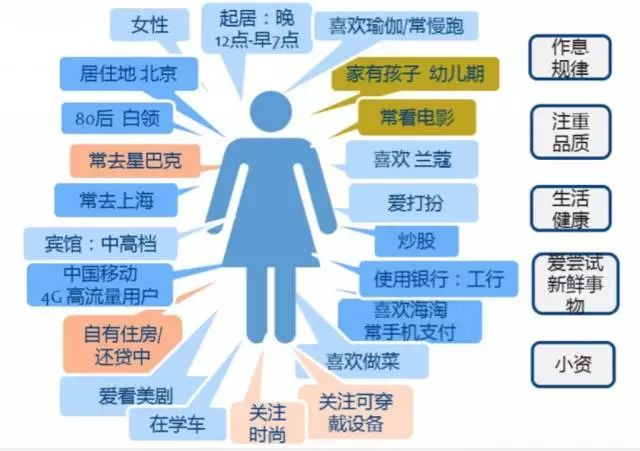 女性
起居：晚
12点-早7点
喜欢瑜伽/常慢跑
居住地 北京
家有孩子 幼儿期
80后 白领
常看电影
常去星巴克
喜欢 兰蔻
常去上海
爱打扮
宾馆：中高档
炒股
中国移动
4G 高流量用户
使用银行：工行
自有住房/
还贷中
喜欢海淘
常手机支付
爱看美剧
喜欢做菜
在学车
关注
时尚
关注可穿
戴设备
作息
规律
注重
品质
生活
健康
爱尝试
新鲜事
物
小资